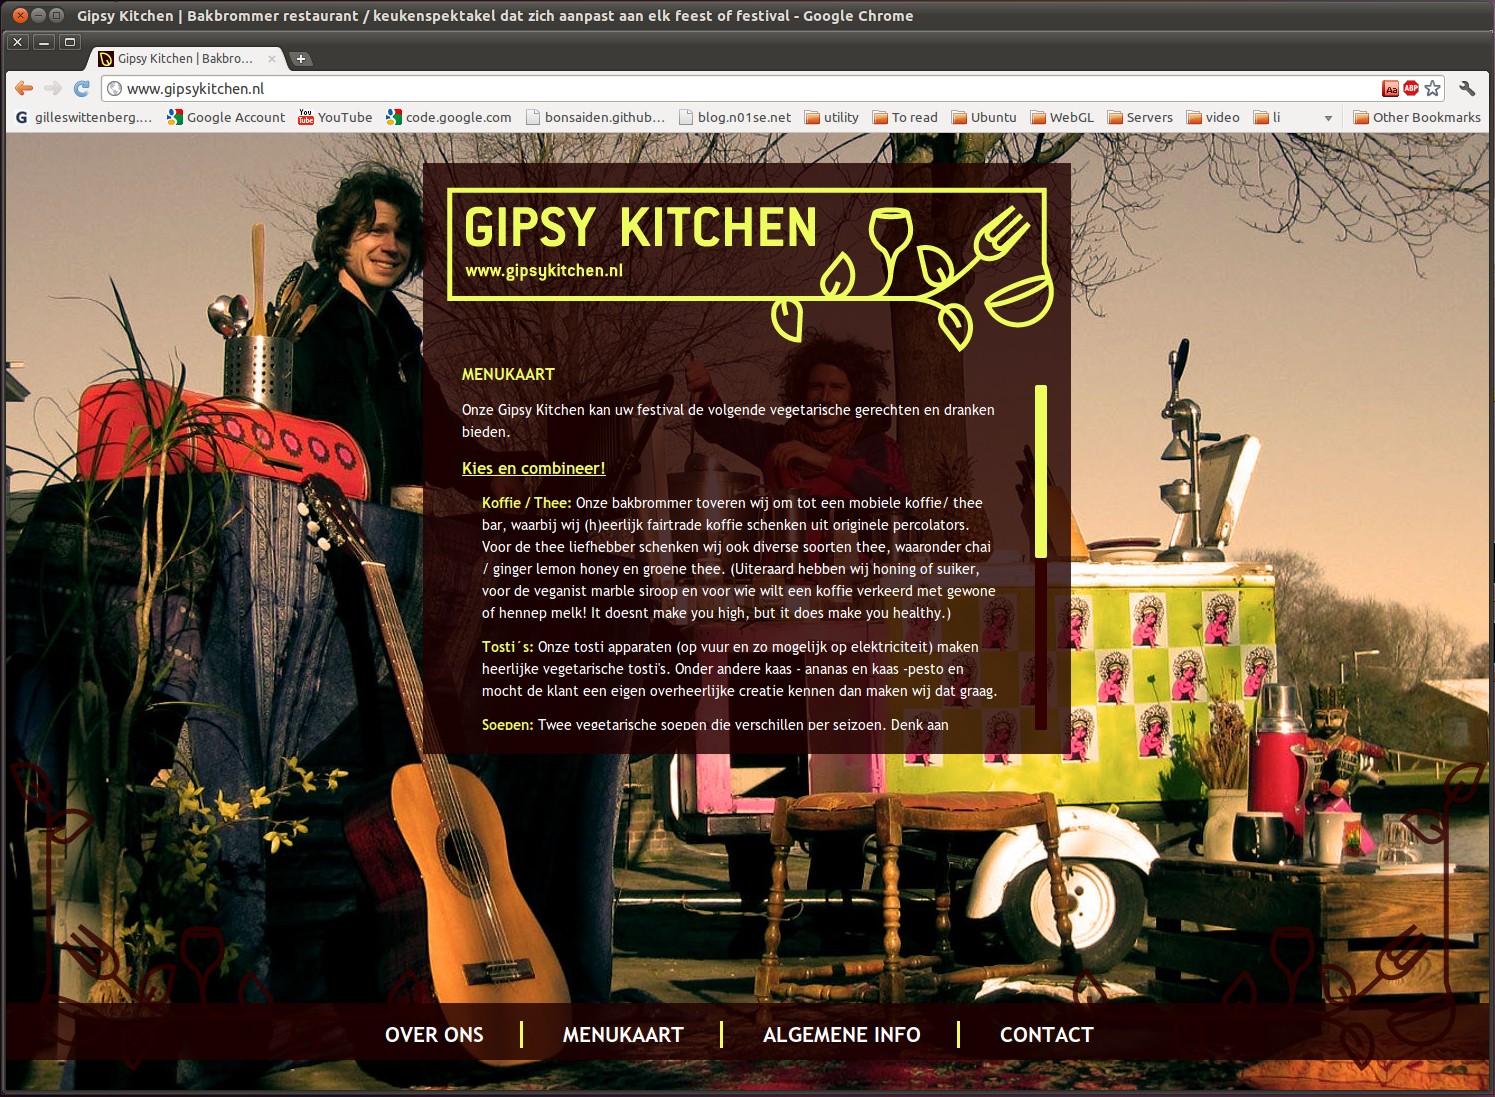 Gipsy Kitchen | Bakbrommer restaurant / keukenspektakel dat zich aanpast aan elk feest of festival - Google Chrome
Gipsy Kitchen | Bakbro...
www.gipsykitchen.nl
Aa
ABP
G gilleswittenberg....
Google Account
You Tube YouTube
code.google.com
bonsaiden.github...
blog.n01se.net
utility
To read
Ubuntu
WebGL
Servers
video
li
Other Bookmarks
GIPSY KITCHEN
www.gipsykitchen.nl
MENUKAART
Onze Gipsy Kitchen kan uw festival de volgende vegetarische gerechten en dranken
bieden.
Kies en combineer!
Koffie / Thee: Onze bakbrommer toveren wij om tot een mobiele koffie/ thee
bar, waarbij wij (h)eerlijk fairtrade koffie schenken uit originele percolators.
Voor de thee liefhebber schenken wij ook diverse soorten thee, waaronder chai
/ ginger lemon honey en groene thee. (Uiteraard hebben wij honing of suiker,
voor de veganist marble siroop en voor wie wilt een koffie verkeerd met gewone
of hennep melk! It doesnt make you high, but it does make you healthy.)
Tosti´s: Onze tosti apparaten (op vuur en zo mogelijk op elektriciteit) maken
heerlijke vegetarische tosti's. Onder andere kaas - ananas en kaas -pesto en
mocht de klant een eigen overheerlijke creatie kennen dan maken wij dat graag.
Soepen: Twee vegetarische soepen die verschillen per seizoen. Denk aan
OVER ONS
MENUKAART
ALGEMENE INFO
CONTACT